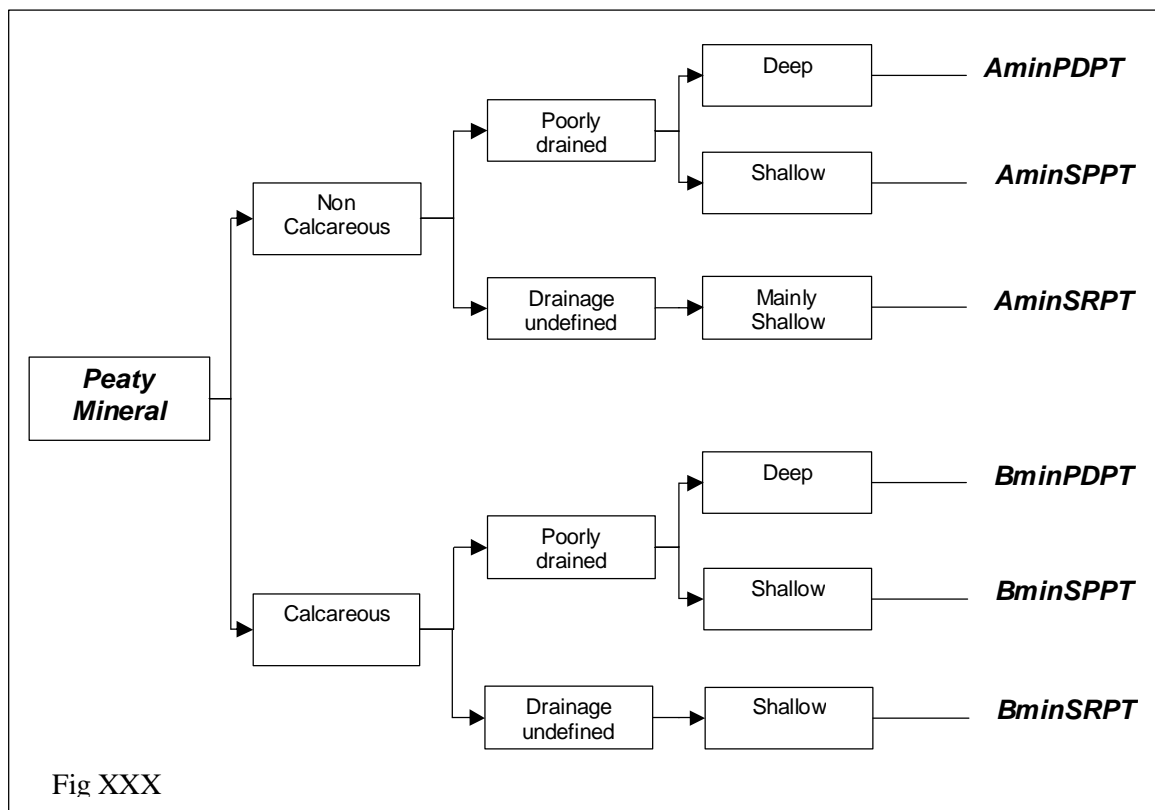 Deep
AminPDPT
Poorly
drained
Shallow
AminSPPT
Non
Calcareous
Drainage
undefined
Mainly
Shallow
AminSRPT
Peaty
Mineral
Deep
BminPDPT
Poorly
drained
Shallow
BminSPPT
Calcareous
Drainage
undefined
Shallow
BminSRPT
Fig XXX